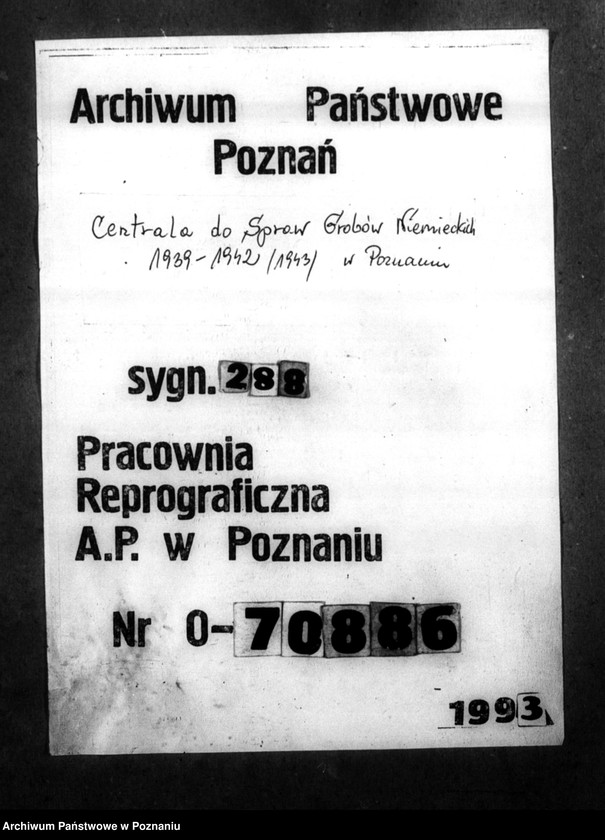 Archiwum Państwowe
Poznań
Centrala do Spraw Grobów Niemieckich
1939-1942 /1943/ w Poznaniu
sygn. 288
Pracownia
Reprograficzna
A.P. w Poznaniu
Nr 0-70886
1993
Archiwum Państwowe w Poznaniu